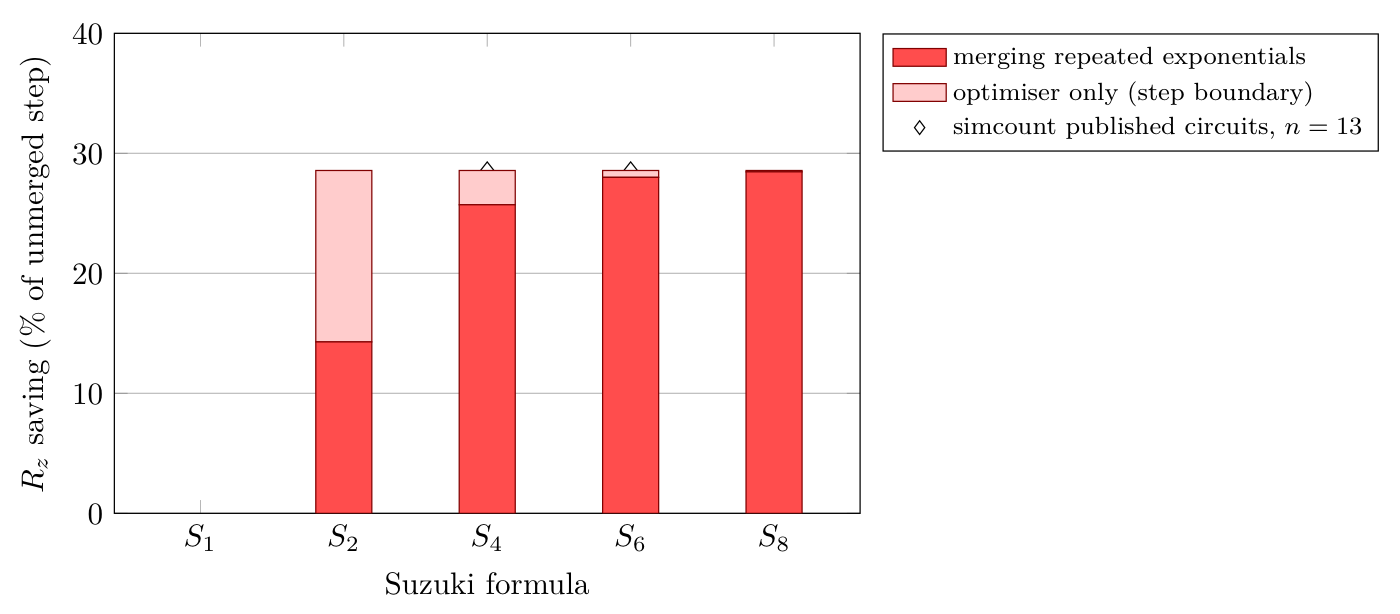 40
30
20
10
0
R_z saving (% of unmerged step)
S_1
S_2
S_4
S_6
S_8
Suzuki formula
merging repeated exponentials
optimiser only (step boundary)
simcount published circuits, n = 13